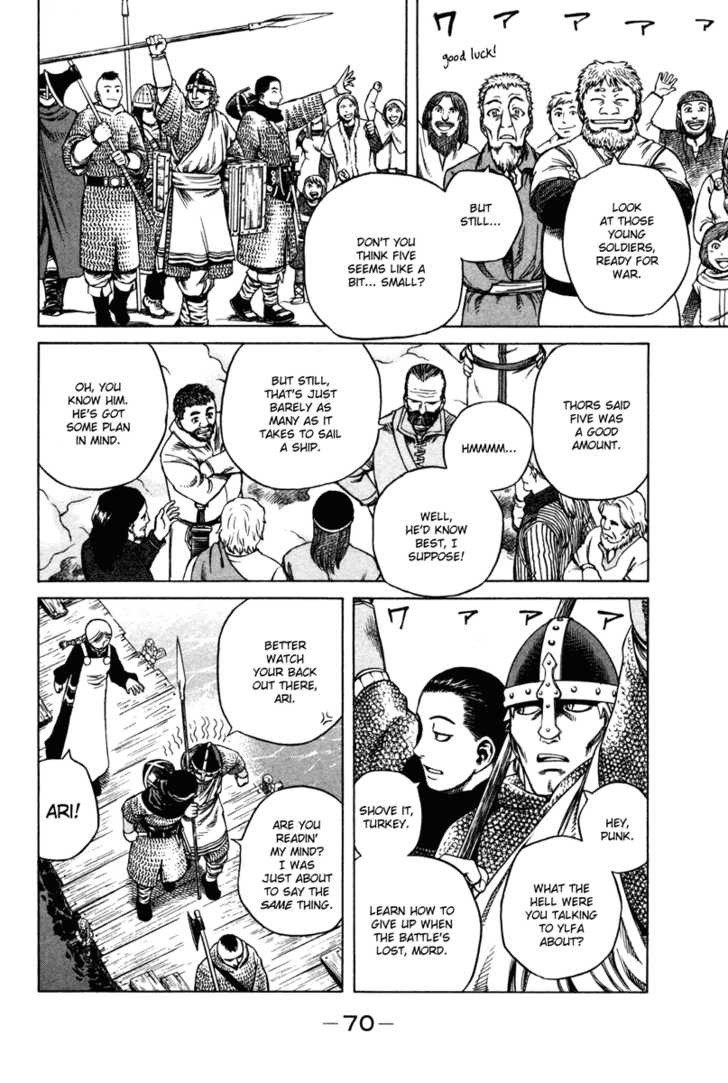 ワァァァァ
good luck!
LOOK
AT THOSE
YOUNG
SOLDIERS,
READY FOR
WAR.
BUT
STILL...
DON'T YOU
THINK FIVE
SEEMS LIKE A
BIT... SMALL?
THORS SAID
FIVE WAS
A GOOD
AMOUNT.
HMMMM...
WELL,
HE'D KNOW
BEST, I
SUPPOSE!
BUT STILL,
THAT'S JUST
BARELY AS
MANY AS IT
TAKES TO SAIL
A SHIP.
OH, YOU
KNOW HIM.
HE'S GOT
SOME PLAN
IN MIND.
ワァァァァ
HEY,
PUNK.
WHAT THE
HELL WERE
YOU TALKING
TO YLFA
ABOUT?
SHOVE IT,
TURKEY.
LEARN HOW TO
GIVE UP WHEN
THE BATTLE'S
LOST, MORD.
BETTER
WATCH
YOUR BACK
OUT THERE,
ARI.
ARE YOU
READIN'
MY MIND?
I WAS
JUST ABOUT
TO SAY THE
SAME THING.
ARI!
—70—